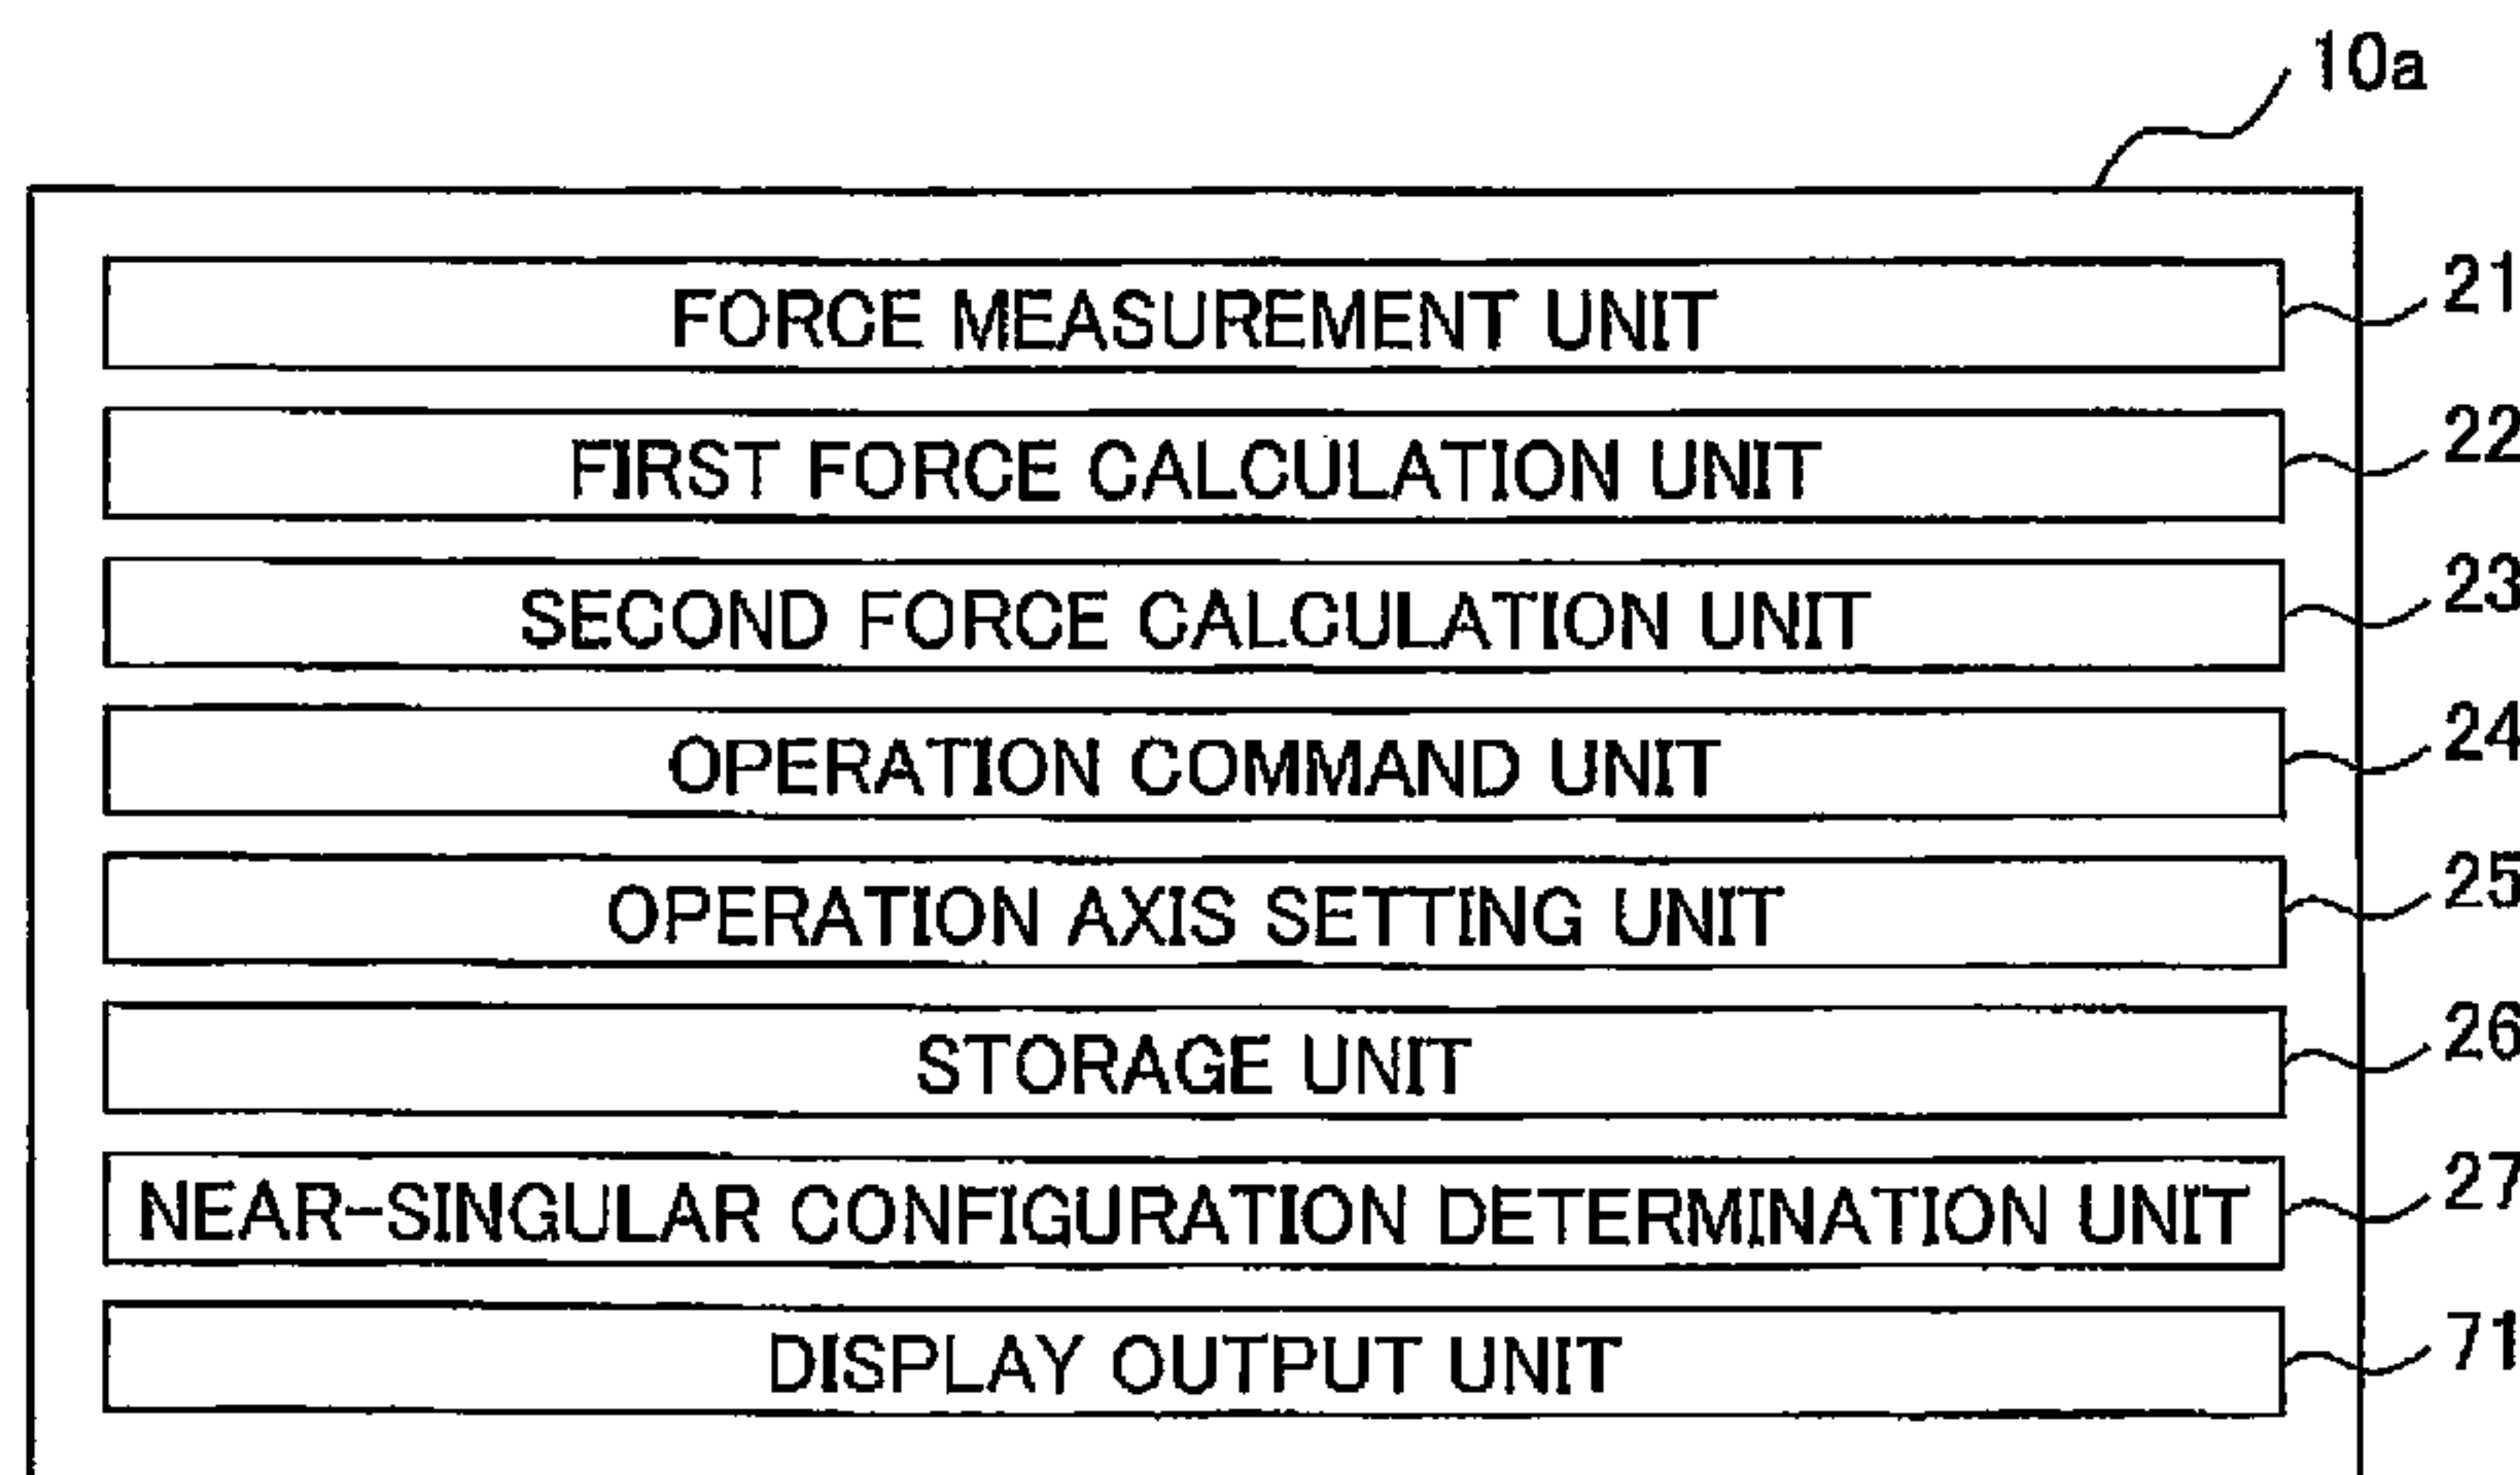 10a
FORCE MEASUREMENT UNIT 21
FIRST FORCE CALCULATION UNIT 22
SECOND FORCE CALCULATION UNIT 23
OPERATION COMMAND UNIT 24
OPERATION AXIS SETTING UNIT 25
STORAGE UNIT 26
NEAR-SINGULAR CONFIGURATION DETERMINATION UNIT 27
DISPLAY OUTPUT UNIT 71